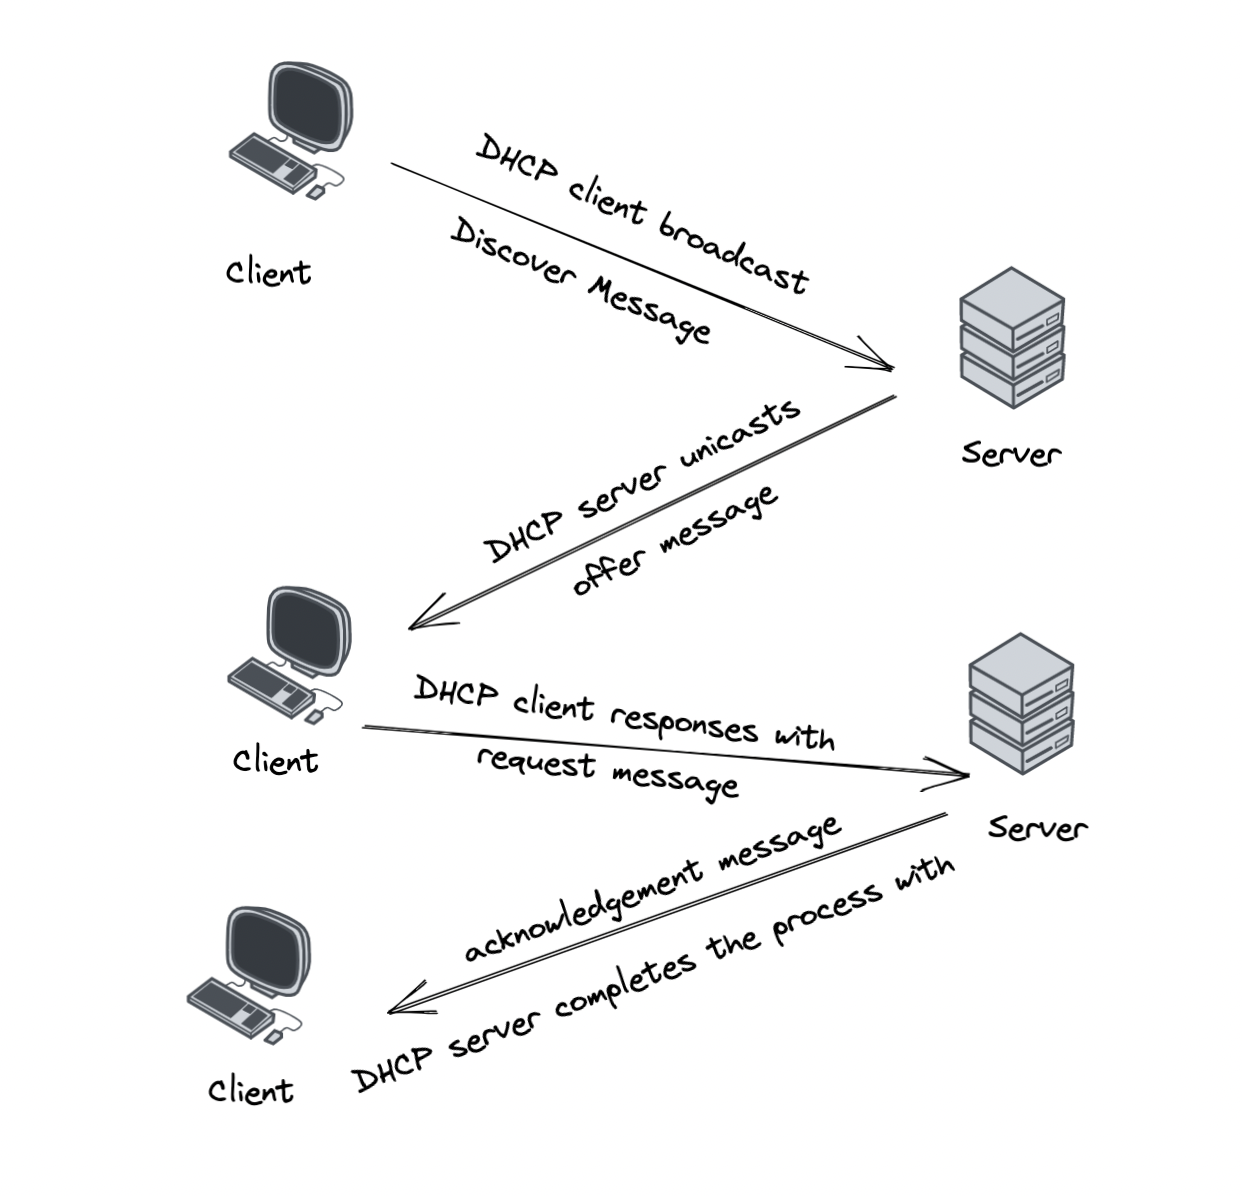 DHCP client broadcast
Discover Message
Client
DHCP server unicasts
offer message
Server
DHCP client responses with
request message
Client
Server
acknowledgement message
DHCP server completes the process with
Client